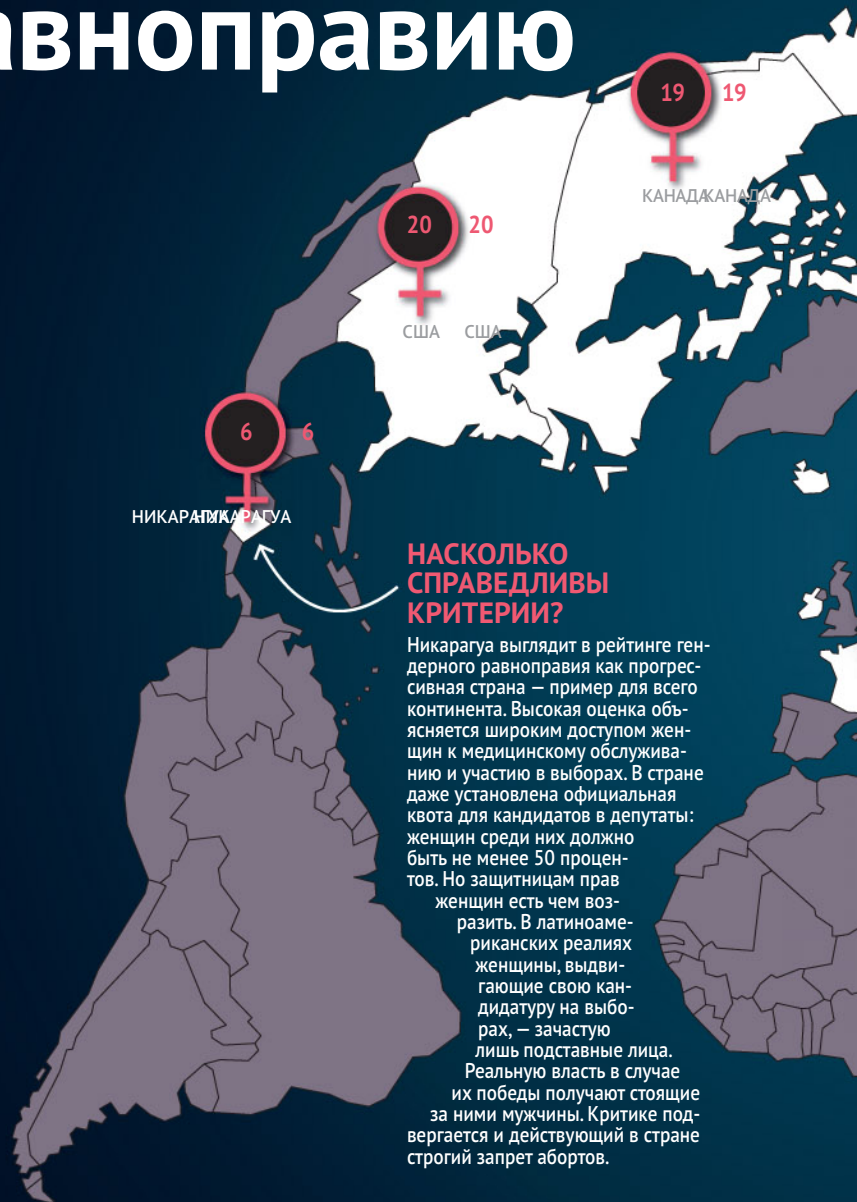 авноправию
19 19
КАНАДА КАНАДА
20 20
США США
6 6
НИКАРАГУА НИКАРАГУА
НАСКОЛЬКО
СПРАВЕДЛИВЫ
КРИТЕРИИ?
Никарагуа выглядит в рейтинге ген-
дерного равноправия как прогрес-
сивная страна — пример для всего
континента. Высокая оценка объ-
ясняется широким доступом жен-
щин к медицинскому обслужива-
нию и участию в выборах. В стране
даже установлена официальная
квота для кандидатов в депутаты:
женщин среди них должно
быть не менее 50 процен-
тов. Но защитницам прав
женщин есть чем воз-
разить. В латиноаме-
риканских реалиях
женщины, выдви-
гающие свою кан-
дидатуру на выбо-
рах, — зачастую
лишь подставные лица.
Реальную власть в случае
их победы получают стоящие
за ними мужчины. Критике под-
вергается и действующий в стране
строгий запрет абортов.